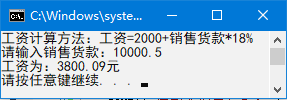 C:\Windows\syste...
工资计算方法：工资=2000+销售货款*18%
请输入销售货款：10000.5
工资为：3800.09元
请按任意键继续. . .